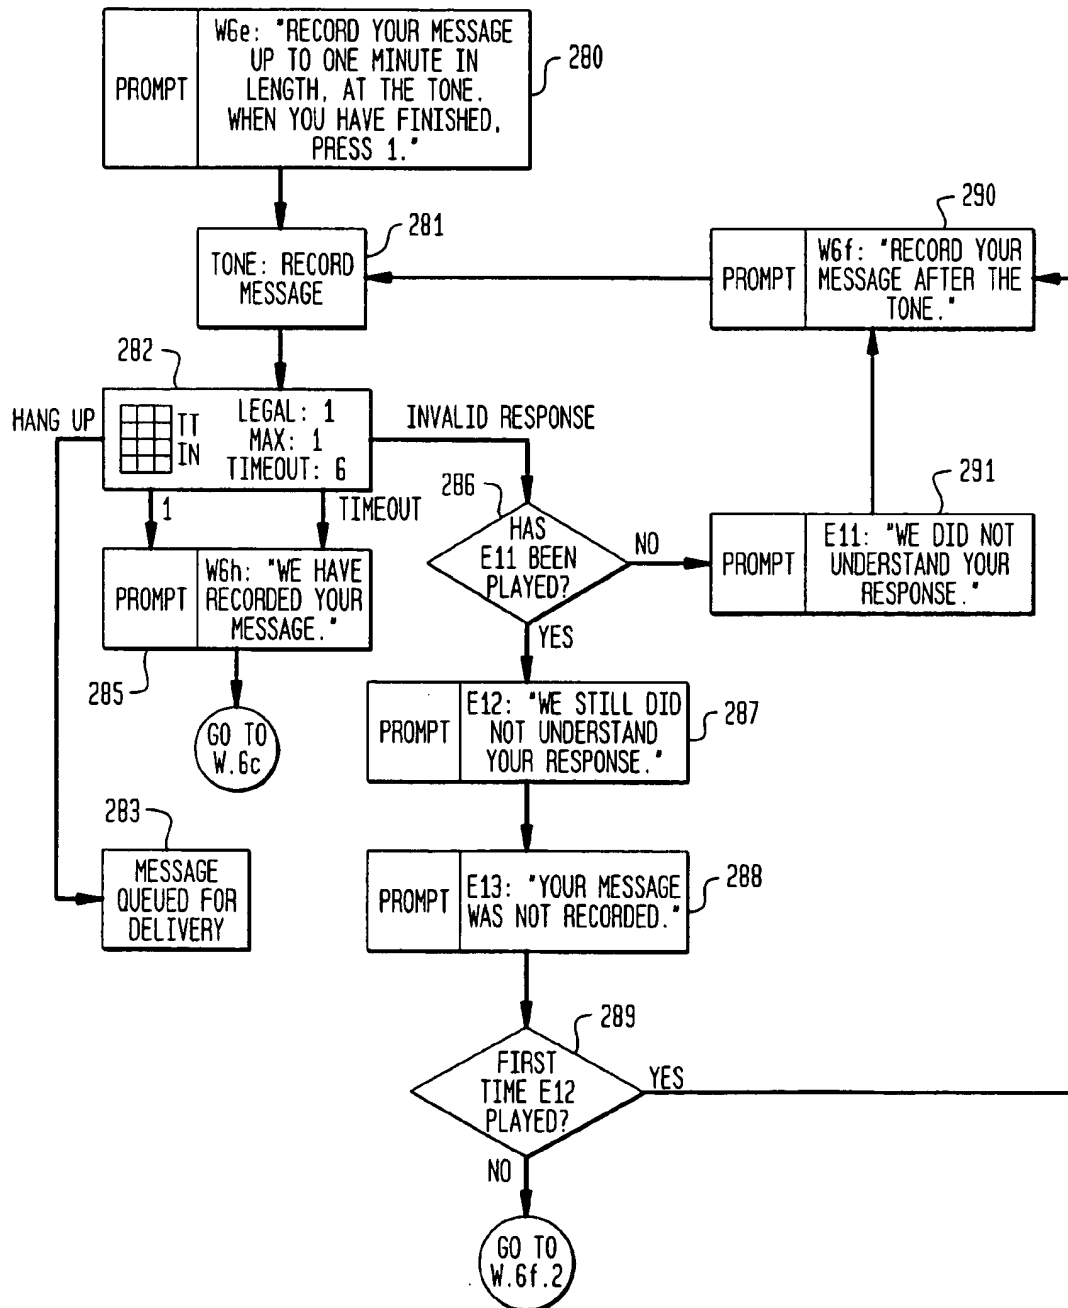 W6e: "RECORD YOUR MESSAGE
UP TO ONE MINUTE IN
LENGTH, AT THE TONE.
WHEN YOU HAVE FINISHED,
PRESS 1."
PROMPT
280
281
TONE: RECORD
MESSAGE
290
PROMPT
W6f: "RECORD YOUR
MESSAGE AFTER THE
TONE."
282
HANG UP
TT
IN
LEGAL: 1
MAX: 1
TIMEOUT: 6
INVALID RESPONSE
1
TIMEOUT
286
HAS
E11 BEEN
PLAYED?
NO
YES
291
PROMPT
E11: "WE DID NOT
UNDERSTAND YOUR
RESPONSE."
PROMPT
W6h: "WE HAVE
RECORDED YOUR
MESSAGE."
285
GO TO
W.6c
PROMPT
E12: "WE STILL DID
NOT UNDERSTAND
YOUR RESPONSE."
287
283
MESSAGE
QUEUED FOR
DELIVERY
PROMPT
E13: "YOUR MESSAGE
WAS NOT RECORDED."
288
289
FIRST
TIME E12
PLAYED?
YES
NO
GO TO
W.6f.2